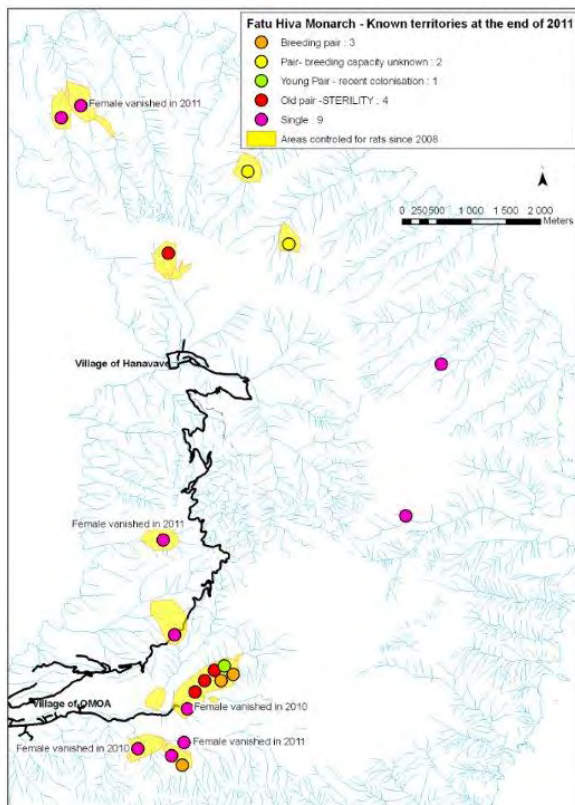 Fatu Hiva Monarch - Known territories at the end of 2011
Breeding pair : 3
Pair- breeding capacity unknown : 2
Young Pair - recent colonisation : 1
Old pair -STERILITY : 4
Single : 9
Areas controled for rats since 2008
Female vanished in 2011
0 250 500 1 000 1 500 2 000
Meters
Village of Hanavave
Female vanished in 2011
Village of OMOA
Female vanished in 2010
Female vanished in 2010
Female vanished in 2011